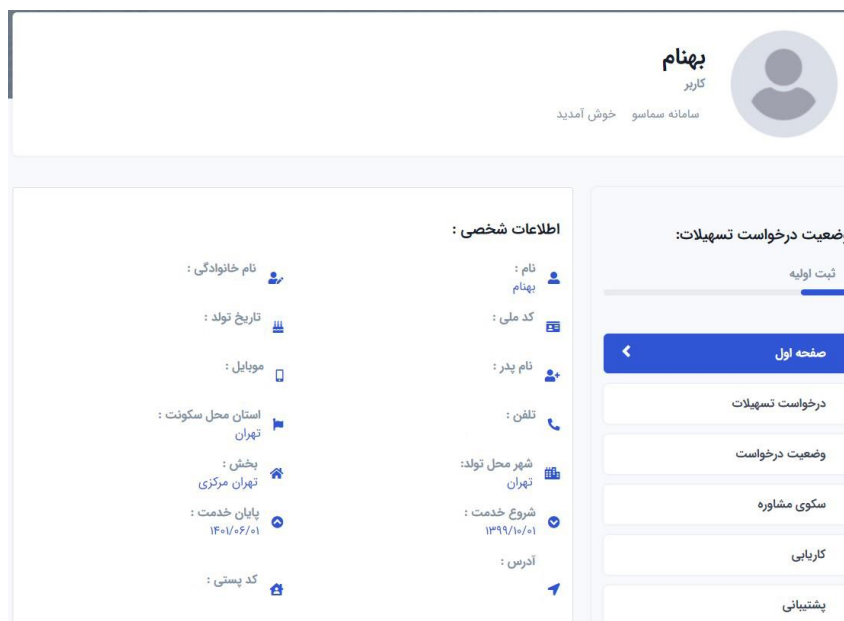 بهنام
کاربر
سامانه سماسو خوش آمدید
وضعیت درخواست تسهیلات:
ثبت اولیه
صفحه اول
درخواست تسهیلات
وضعیت درخواست
سکوی مشاوره
کاریابی
پشتیبانی
اطلاعات شخصی :
نام :
بهنام
نام خانوادگی :
کد ملی :
تاریخ تولد :
نام پدر :
موبایل :
تلفن :
استان محل سکونت :
تهران
شهر محل تولد:
تهران
بخش :
تهران مرکزی
شروع خدمت :
۱۳۹۹/۱۰/۰۱
پایان خدمت :
۱۴۰۱/۰۶/۰۱
آدرس :
کد پستی :